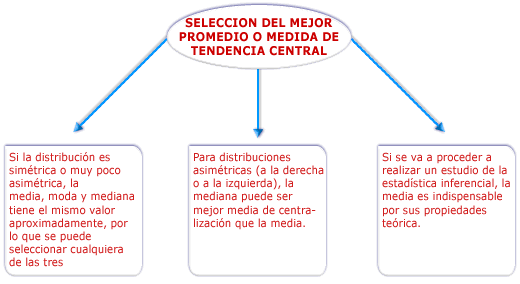 SELECCION DEL MEJOR
PROMEDIO O MEDIDA DE
TENDENCIA CENTRAL
Si la distribución es
simétrica o muy poco
asimétrica, la
media, moda y mediana
tiene el mismo valor
aproximadamente, por
lo que se puede
seleccionar cualquiera
de las tres
Para distribuciones
asimétricas (a la derecha
o a la izquierda), la
mediana puede ser
mejor media de centra-
lización que la media.
Si se va a proceder a
realizar un estudio de la
estadística inferencial, la
media es indispensable
por sus propiedades
teórica.